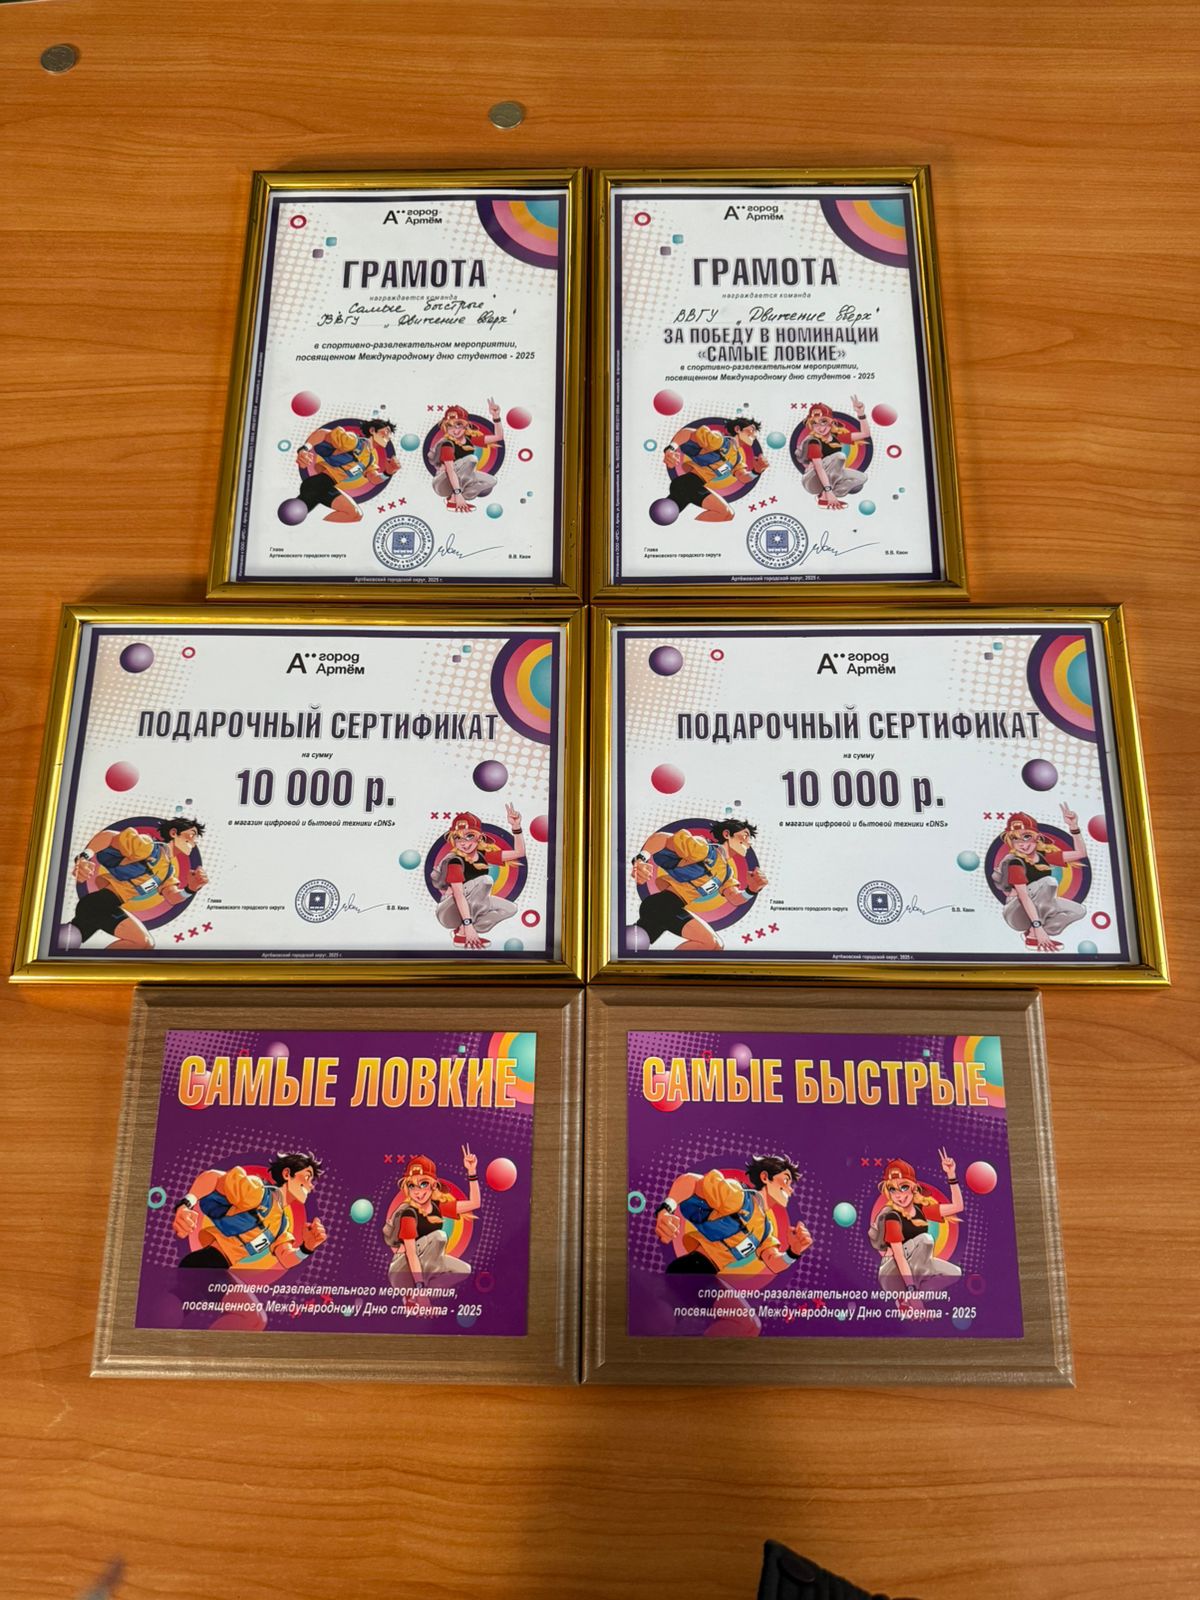 А город
Артём
ГРАМОТА
награждается команда
"Самые быстрые"
ВВГУ „Движение вверх"
в спортивно-развлекательном мероприятии,
посвященном Международному дню студентов - 2025
Глава
Артёмовского городского округа
В.В. Квон
Артёмовский городской округ, 2025 г.
А город
Артём
ГРАМОТА
награждается команда
ВВГУ „Движение вверх"
ЗА ПОБЕДУ В НОМИНАЦИИ
«САМЫЕ ЛОВКИЕ»
в спортивно-развлекательном мероприятии,
посвященном Международному дню студентов - 2025
Глава
Артёмовского городского округа
В.В. Квон
Артёмовский городской округ, 2025 г.
А город
Артём
ПОДАРОЧНЫЙ СЕРТИФИКАТ
на сумму
10 000 р.
в магазин цифровой и бытовой техники «DNS»
Глава
Артёмовского городского округа
В.В. Квон
Артёмовский городской округ, 2025 г.
А город
Артём
ПОДАРОЧНЫЙ СЕРТИФИКАТ
на сумму
10 000 р.
в магазин цифровой и бытовой техники «DNS»
Глава
Артёмовского городского округа
В.В. Квон
Артёмовский городской округ, 2025 г.
САМЫЕ ЛОВКИЕ
спортивно-развлекательного мероприятия,
посвященного Международному Дню студента - 2025
САМЫЕ БЫСТРЫЕ
спортивно-развлекательного мероприятия,
посвященного Международному Дню студента - 2025